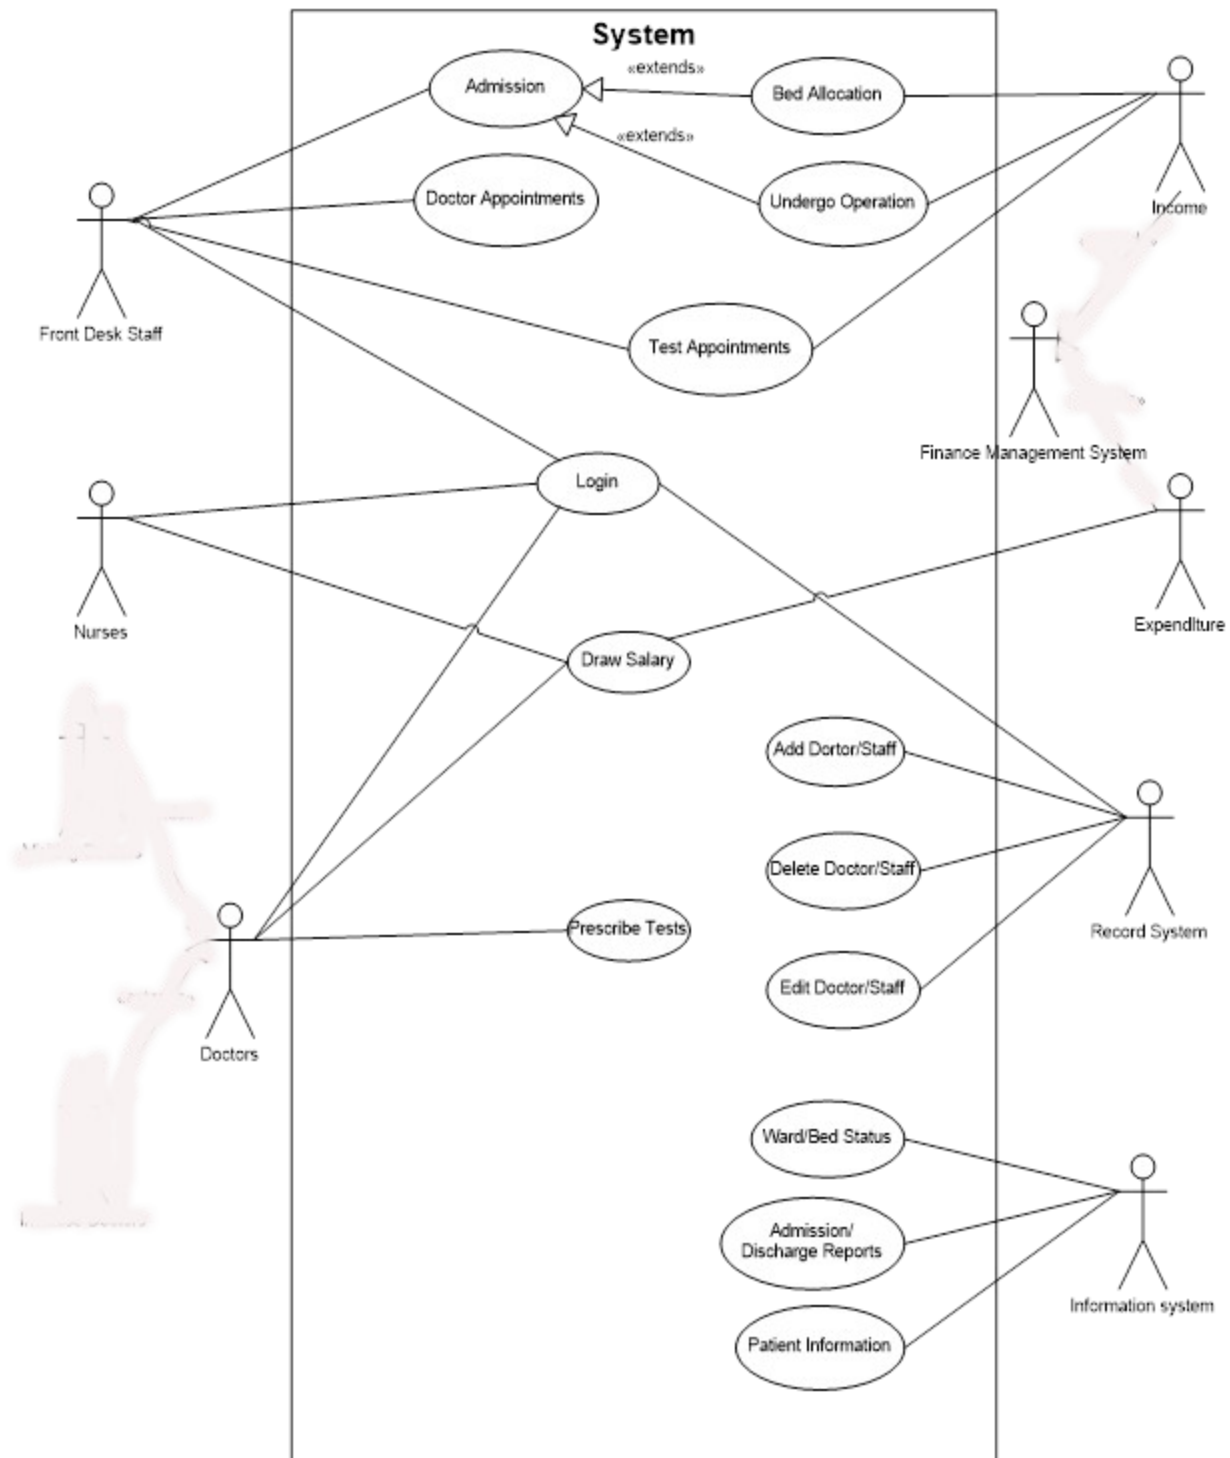 System
Admission
«extends»
Bed Allocation
«extends»
Doctor Appointments
Undergo Operation
Income
Front Desk Staff
Test Appointments
Finance Management System
Login
Nurses
Expenditure
Draw Salary
Add Dortor/Staff
Delete Doctor/Staff
Record System
Prescribe Tests
Edit Doctor/Staff
Doctors
Ward/Bed Status
Admission/
Discharge Reports
Information system
Patient Information